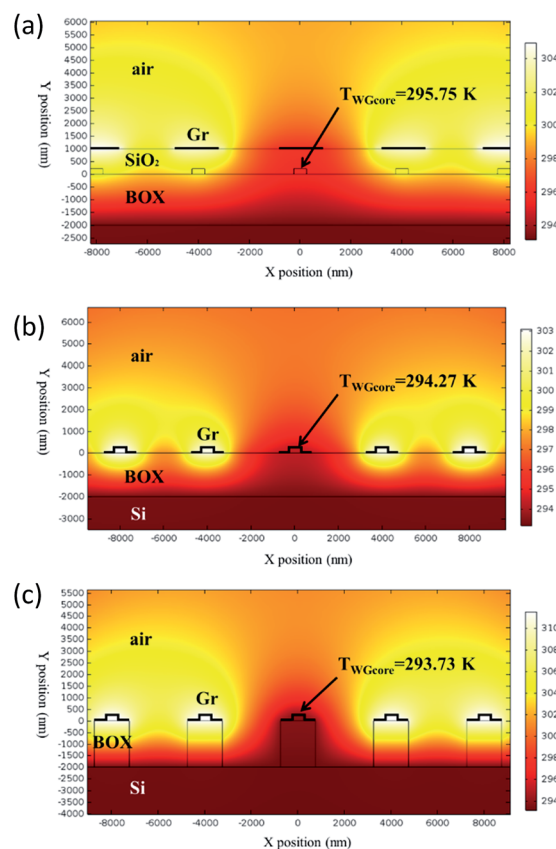 (a)
6000
5500
5000
4500
4000
3500
3000
2500
2000
1500
1000
500
0
-500
-1000
-1500
-2000
-2500
Y position (nm)
air
Gr
SiO2
BOX
TWGcore=295.75 K
-8000 -6000 -4000 -2000 0 2000 4000 6000 8000
X position (nm)
304
302
300
298
296
294
(b)
6000
5000
4000
3000
2000
1000
0
-1000
-2000
-3000
Y position (nm)
air
Gr
BOX
Si
TWGcore=294.27 K
-8000 -6000 -4000 -2000 0 2000 4000 6000 8000
X position (nm)
303
302
301
300
299
298
297
296
295
294
(c)
5500
5000
4500
4000
3500
3000
2500
2000
1500
1000
500
0
-500
-1000
-1500
-2000
-2500
-3000
-3500
-4000
Y position (nm)
air
Gr
BOX
Si
TWGcore=293.73 K
-8000 -6000 -4000 -2000 0 2000 4000 6000 8000
X position (nm)
310
308
306
304
302
300
298
296
294